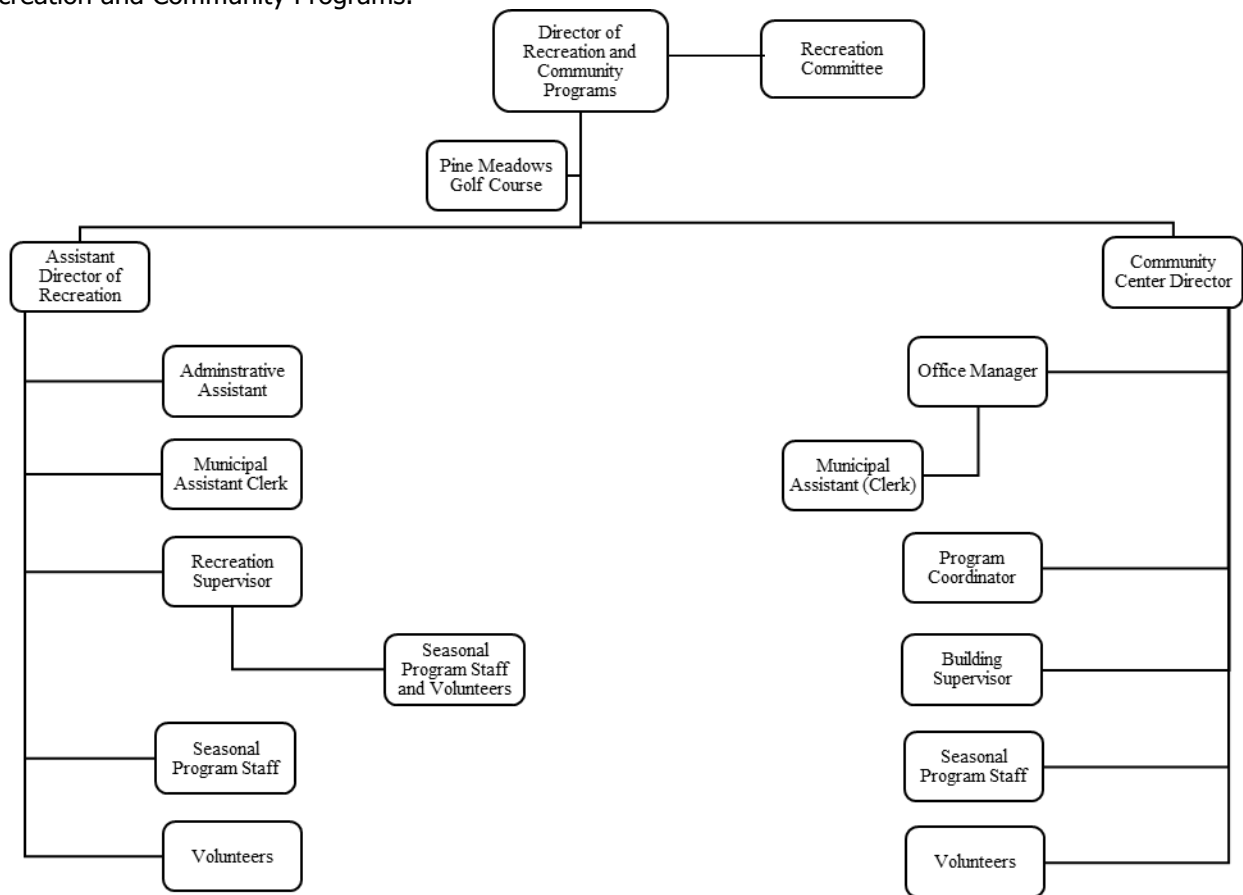 creation and Community Programs.
Director of
Recreation and
Community
Programs
Recreation
Committee
Pine Meadows
Golf Course
Assistant
Director of
Recreation
Community
Center Director
Adminstrative
Assistant
Office Manager
Municipal
Assistant Clerk
Municipal
Assistant (Clerk)
Recreation
Supervisor
Program
Coordinator
Seasonal
Program Staff
and Volunteers
Building
Supervisor
Seasonal
Program Staff
Seasonal
Program Staff
Volunteers
Volunteers